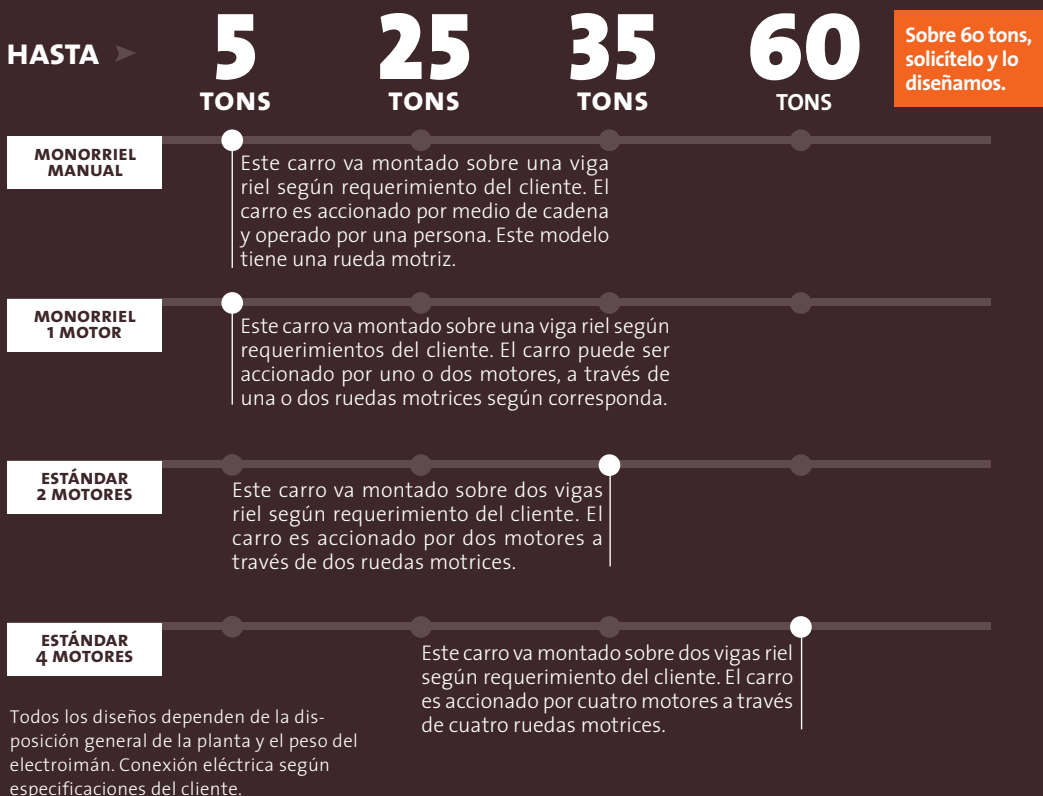 HASTA ➤
5
TONS
25
TONS
35
TONS
60
TONS
Sobre 60 tons,
solicítelo y lo
diseñamos.
MONORRIEL
MANUAL
Este carro va montado sobre una viga
riel según requerimiento del cliente. El
carro es accionado por medio de cadena
y operado por una persona. Este modelo
tiene una rueda motriz.
MONORRIEL
1 MOTOR
Este carro va montado sobre una viga riel según
requerimientos del cliente. El carro puede ser
accionado por uno o dos motores, a través de
una o dos ruedas motrices según corresponda.
ESTÁNDAR
2 MOTORES
Este carro va montado sobre dos vigas
riel según requerimiento del cliente. El
carro es accionado por dos motores a
través de dos ruedas motrices.
ESTÁNDAR
4 MOTORES
Este carro va montado sobre dos vigas riel
según requerimiento del cliente. El carro
es accionado por cuatro motores a través
de cuatro ruedas motrices.
Todos los diseños dependen de la dis-
posición general de la planta y el peso del
electroimán. Conexión eléctrica según
especificaciones del cliente.